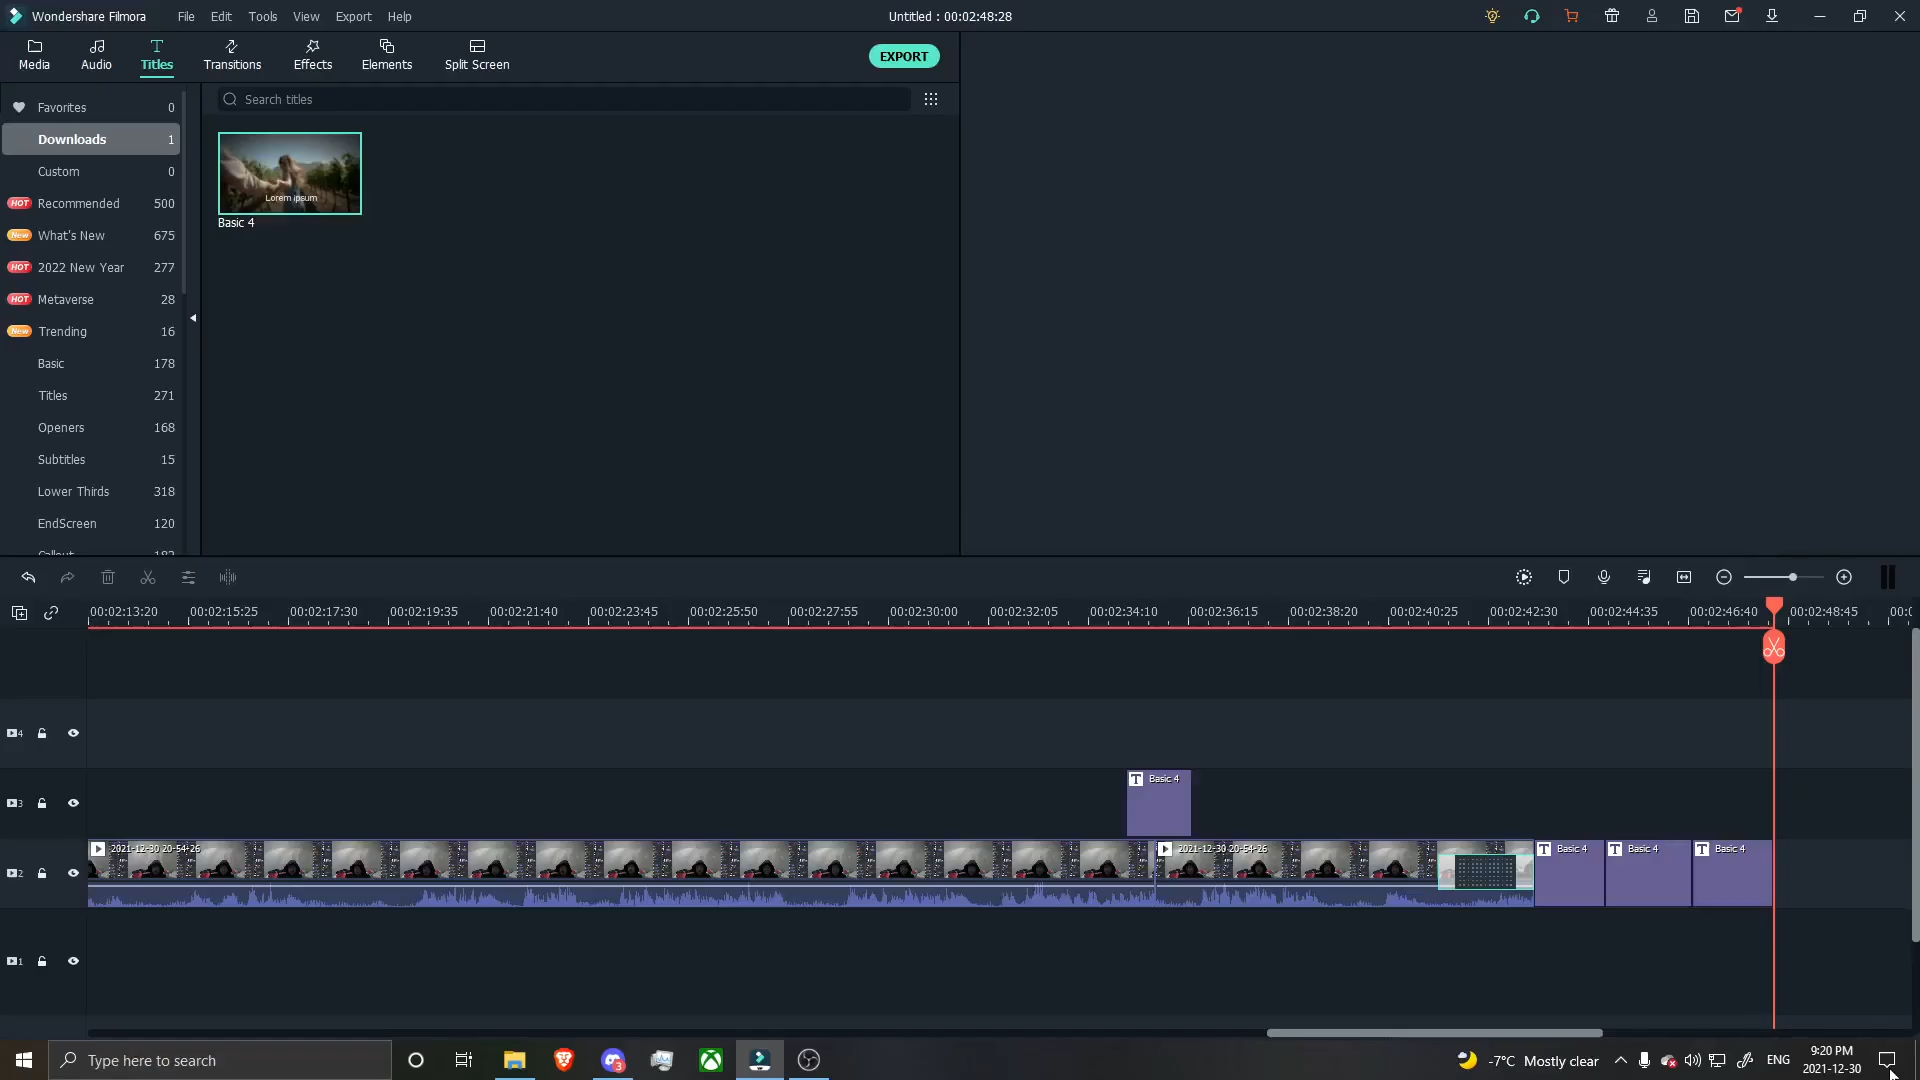 Wondershare Filmora File Edit Tools View Export Help Untitled : 00:02:48:28
Media Audio Titles Transitions Effects Elements Split Screen EXPORT
Favorites 0
Search titles
Downloads 1
Custom 0
HOT Recommended 500
New What's New 675
HOT 2022 New Year 277
HOT Metaverse 28
New Trending 16
Basic 178
Titles 271
Openers 168
Subtitles 15
Lower Thirds 318
EndScreen 120
Callout 182
Lorem ipsum
Basic 4
00:02:13:20 00:02:15:25 00:02:17:30 00:02:19:35 00:02:21:40 00:02:23:45 00:02:25:50 00:02:27:55 00:02:30:00 00:02:32:05 00:02:34:10 00:02:36:15 00:02:38:20 00:02:40:25 00:02:42:30 00:02:44:35 00:02:46:40 00:02:48:45
4
3
T Basic 4
2
2021-12-30 20-54-26 2021-12-30 20-54-26 T Basic 4 T Basic 4 T Basic 4
1
Type here to search 3 -7°C Mostly clear ENG 9:20 PM
2021-12-30